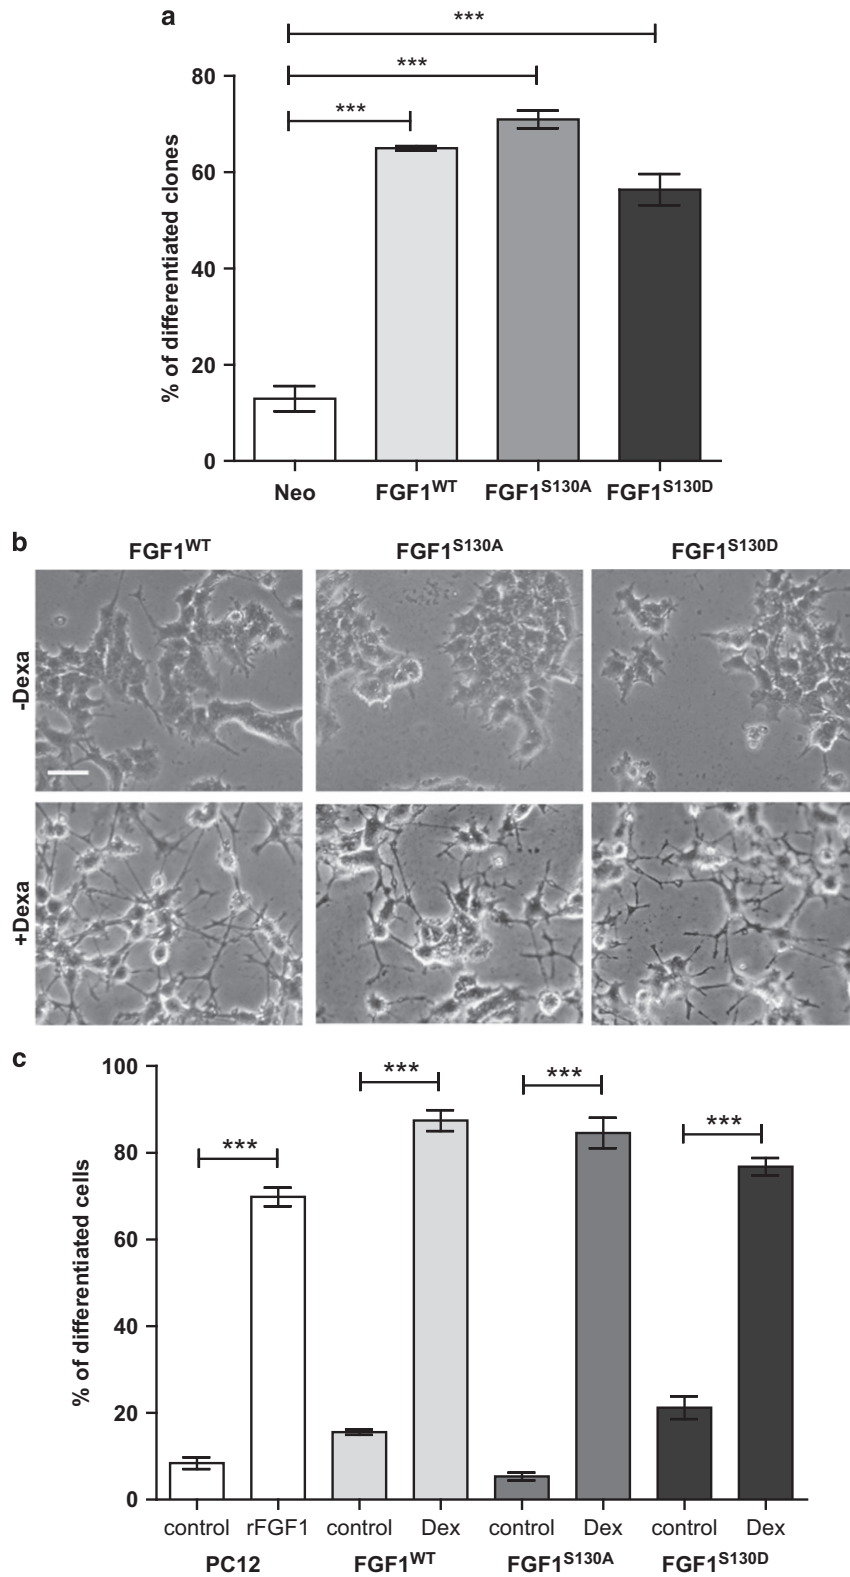 a
***
***
***
% of differentiated clones
80
60
40
20
0
Neo FGF1WT FGF1S130A FGF1S130D
b
FGF1WT FGF1S130A FGF1S130D
-Dexa
+Dexa
c
% of differentiated cells
100
80
60
40
20
0
*** *** *** ***
control rFGF1 control Dex control Dex control Dex
PC12 FGF1WT FGF1S130A FGF1S130D